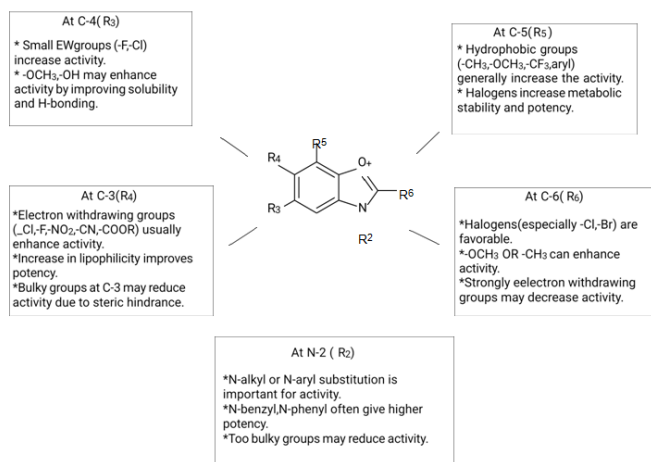 At C-4( R3)
* Small EWgroups (-F,-Cl)
increase activity.
* -OCH3,-OH may enhance
activity by improving solubility
and H-bonding.
At C-5(R5)
* Hydrophobic groups
(-CH3,-OCH3,-CF3,aryl)
generally increase the activity.
* Halogens increase metabolic
stability and potency.
R5
R4
O+
R6
R3
N
R2
At C-3(R4)
*Electron withdrawing groups
(_Cl,-F,-NO2,-CN,-COOR) usually
enhance activity.
*Increase in lipophilicity improves
potency.
*Bulky groups at C-3 may reduce
activity due to steric hindrance.
At C-6( R6)
*Halogens(especially -Cl,-Br) are
favorable.
*-OCH3 OR -CH3 can enhance
activity.
*Strongly eelectron withdrawing
groups may decrease activity.
At N-2 ( R2)
*N-alkyl or N-aryl substitution is
important for activity.
*N-benzyl,N-phenyl often give higher
potency.
*Too bulky groups may reduce activity.